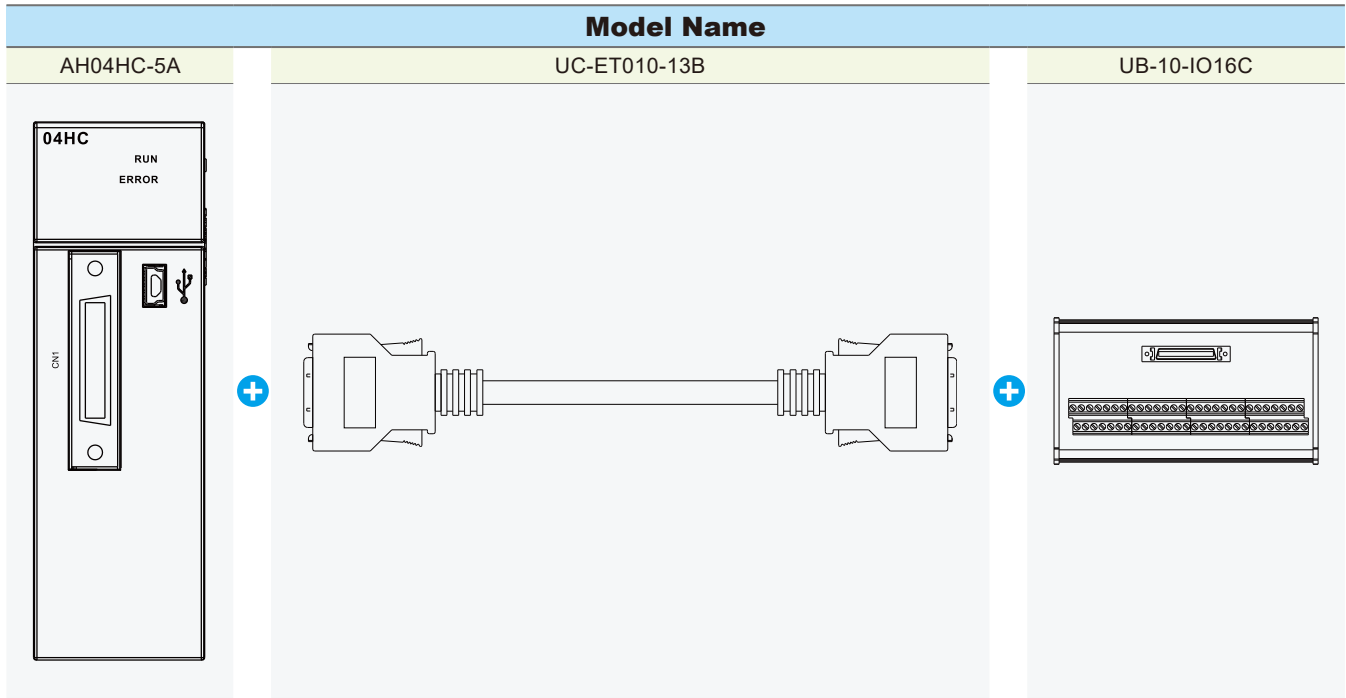 Model Name
AH04HC-5A
UC-ET010-13B
UB-10-IO16C
04HC
RUN
ERROR
CN1